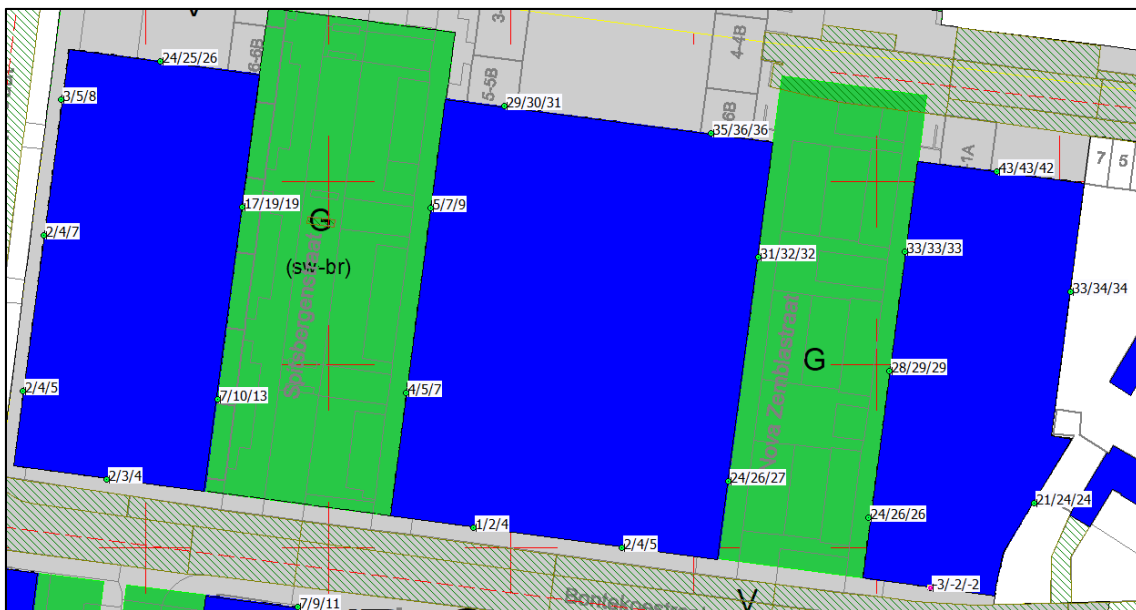 24/25/26
6-6B
3-
5-5B
4-4B
6B
3/5/8
29/30/31
35/36/36
-1A
7
5
43/43/42
17/19/19
G
5/7/9
(sw-br)
2/4/7
31/32/32
33/33/33
33/34/34
Spitsbergenstraat
G
28/29/29
2/4/5
7/10/13
4/5/7
Nova Zemblastraat
2/3/4
24/26/27
24/26/26
21/24/24
1/2/4
2/4/5
-3/-2/-2
7/9/11
V